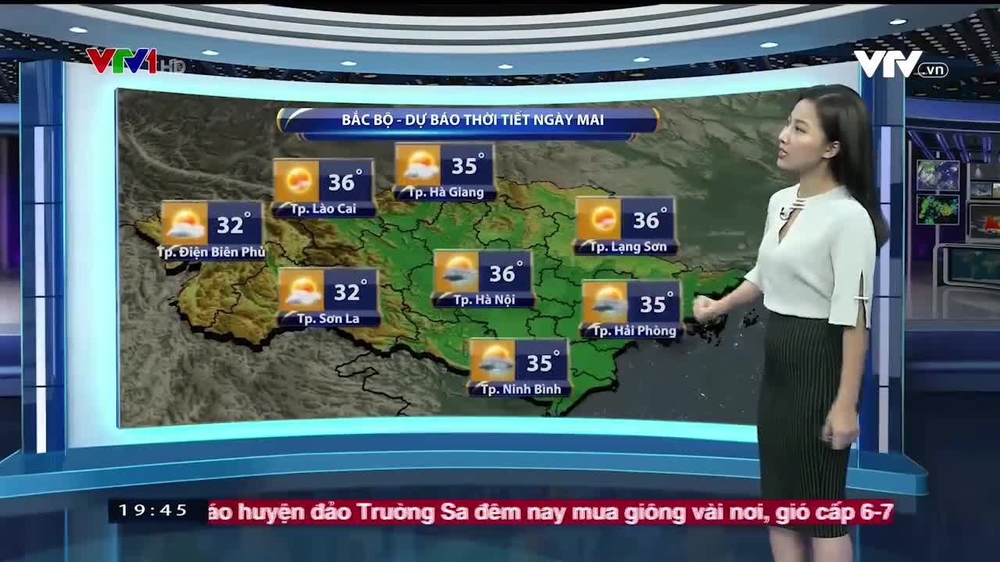 VTV1 HD
VTV.vn
BẮC BỘ - DỰ BÁO THỜI TIẾT NGÀY MAI
35°
Tp. Hà Giang
36°
Tp. Lào Cai
32°
Tp. Điện Biên Phủ
36°
Tp. Lạng Sơn
36°
Tp. Hà Nội
32°
Tp. Sơn La
35°
Tp. Hải Phòng
35°
Tp. Ninh Bình
19:45 áo huyện đảo Trường Sa đêm nay mưa giông vài nơi, gió cấp 6-7